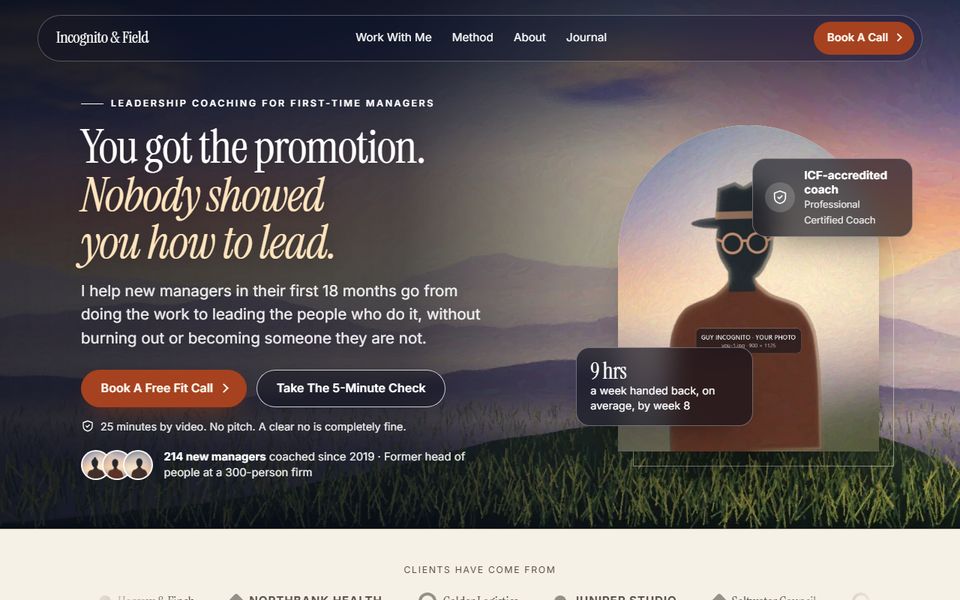 Incognito & Field
Work With Me
Method
About
Journal
Book A Call
LEADERSHIP COACHING FOR FIRST-TIME MANAGERS
You got the promotion.
Nobody showed
you how to lead.
I help new managers in their first 18 months go from
doing the work to leading the people who do it, without
burning out or becoming someone they are not.
Book A Free Fit Call
Take The 5-Minute Check
25 minutes by video. No pitch. A clear no is completely fine.
214 new managers coached since 2019 · Former head of
people at a 300-person firm
ICF-accredited
coach
Professional
Certified Coach
GUY INCOGNITO · YOUR PHOTO
9 hrs
a week handed back, on
average, by week 8
CLIENTS HAVE COME FROM
NORTHBANK HEALTH
JUNIPER STUDIO